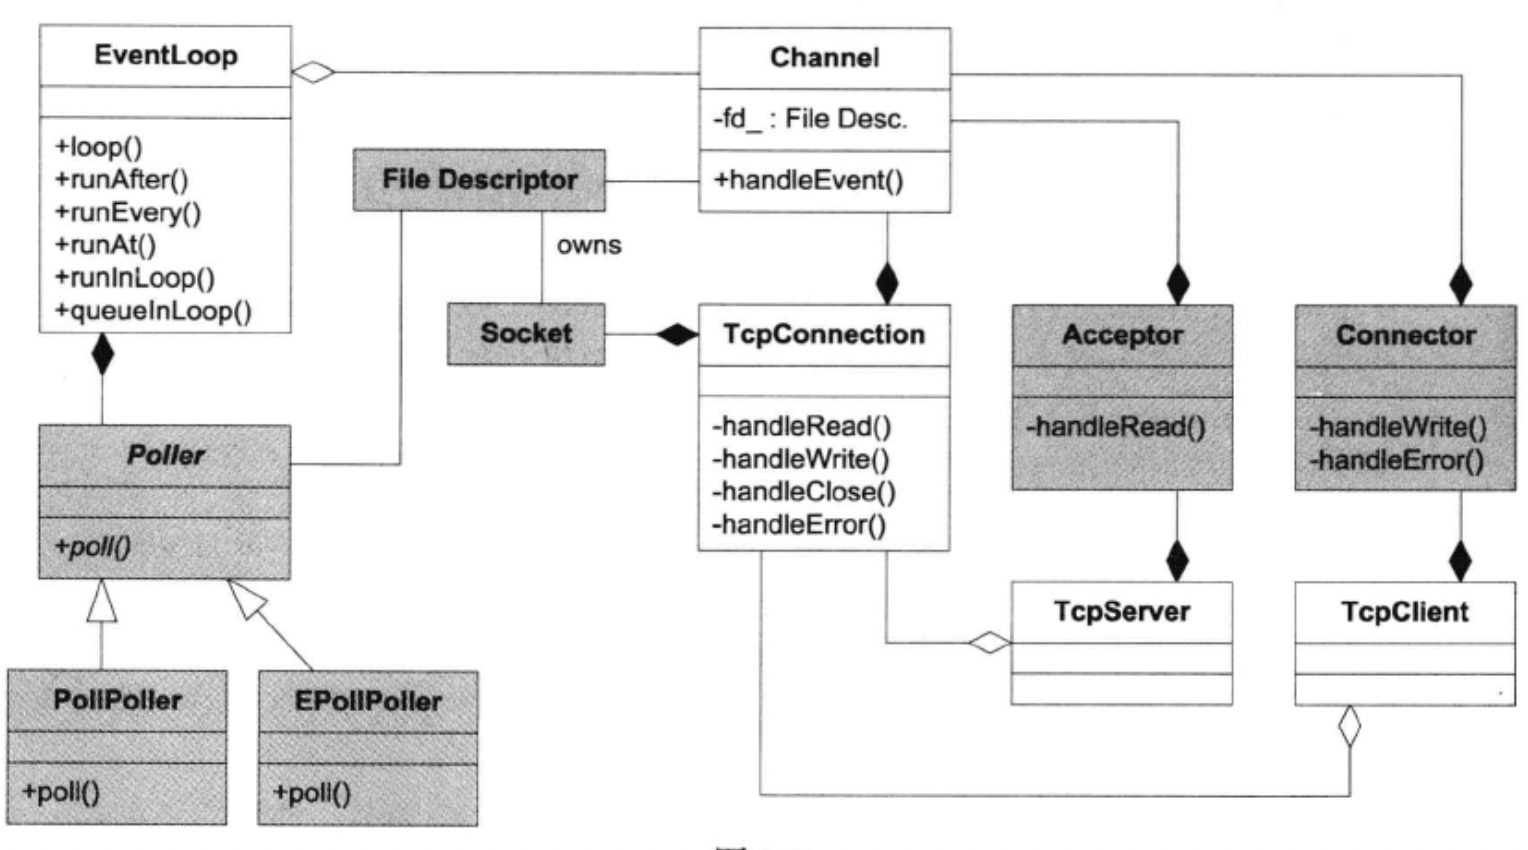 EventLoop
+loop()
+runAfter()
+runEvery()
+runAt()
+runInLoop()
+queueInLoop()
Channel
-fd_ : File Desc.
+handleEvent()
File Descriptor
owns
Socket
TcpConnection
-handleRead()
-handleWrite()
-handleClose()
-handleError()
Acceptor
-handleRead()
Connector
-handleWrite()
-handleError()
Poller
+poll()
TcpServer
TcpClient
PollPoller
+poll()
EPollPoller
+poll()